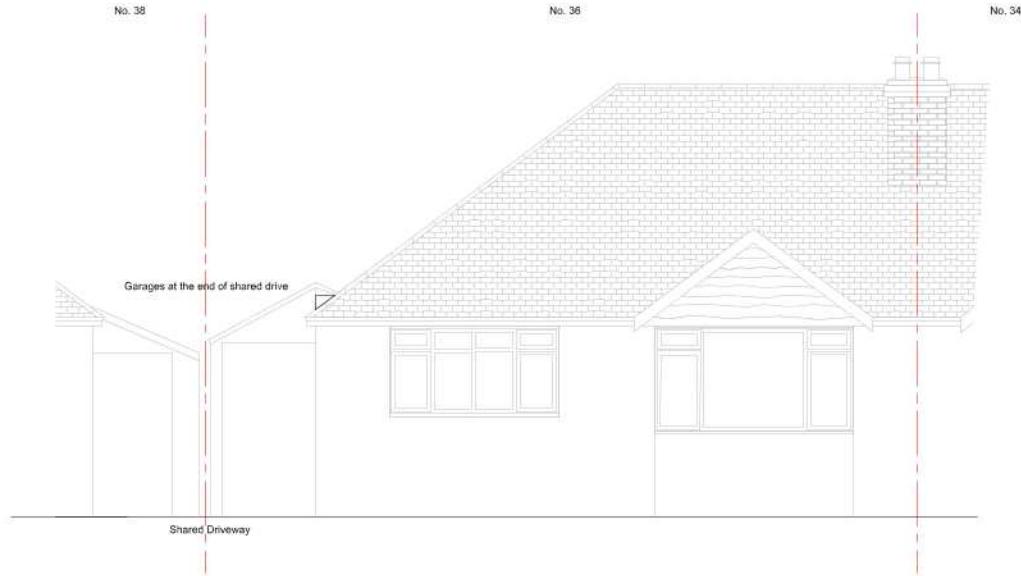 No. 38
No. 36
No. 34
Garages at the end of shared drive
Shared Driveway